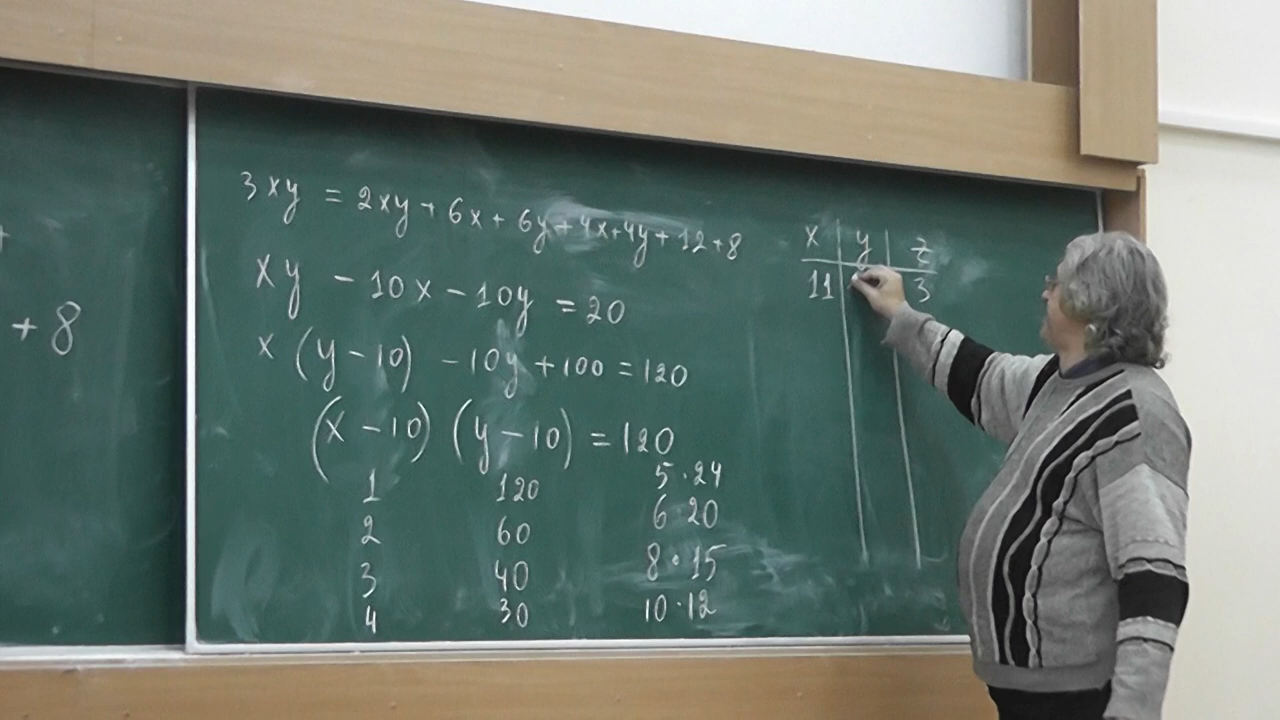 + 8
3xy = 2xy + 6x + 6y + 4x + 4y + 12 + 8
xy - 10x - 10y = 20
x (y - 10) - 10y + 100 = 120
(x - 10) (y - 10) = 120
1 120 5 · 24
2 60 6 20
3 40 8 · 15
4 30 10 · 12
x y z
11 3